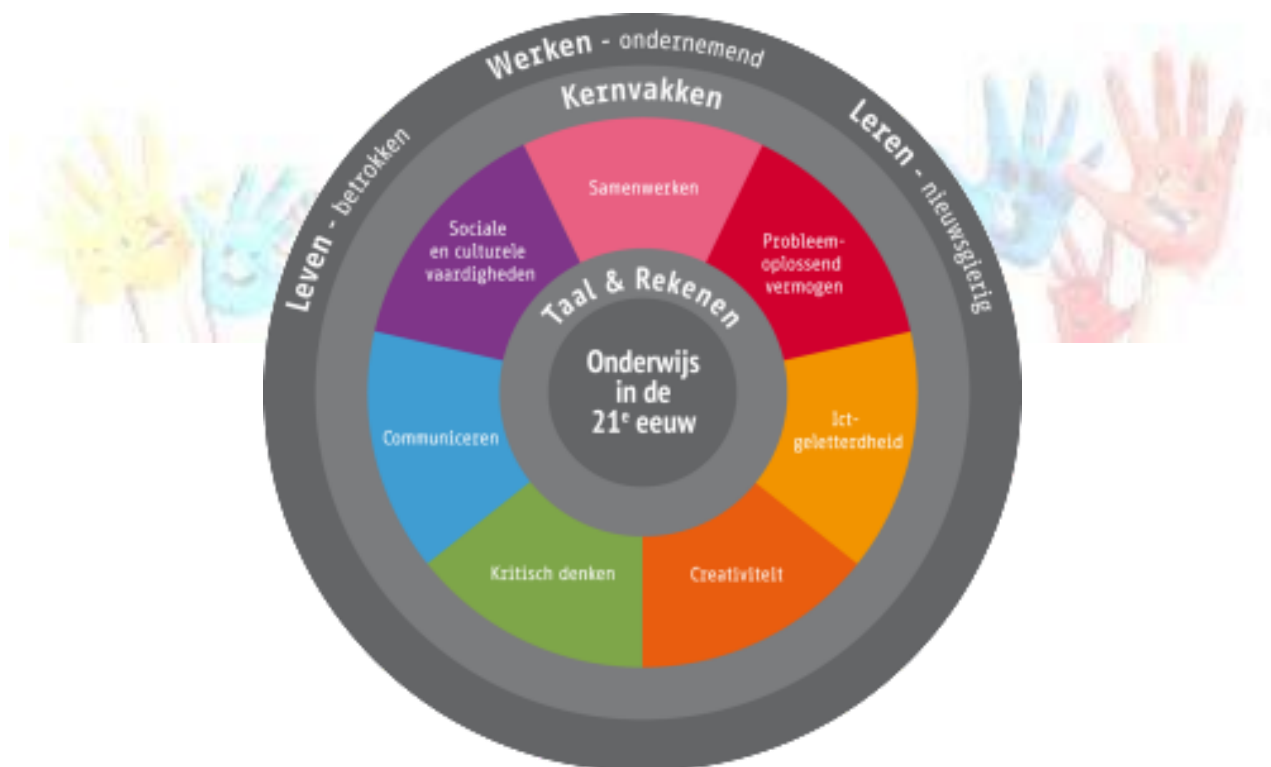 Werken - ondernemend
Leven - betrokken
Leren - nieuwsgierig
Kernvakken
Samenwerken
Probleem-
oplossend
vermogen
Ict-
geletterdheid
Creativiteit
Kritisch denken
Communiceren
Sociale
en culturele
vaardigheden
Taal & Rekenen
Onderwijs
in de
21e eeuw